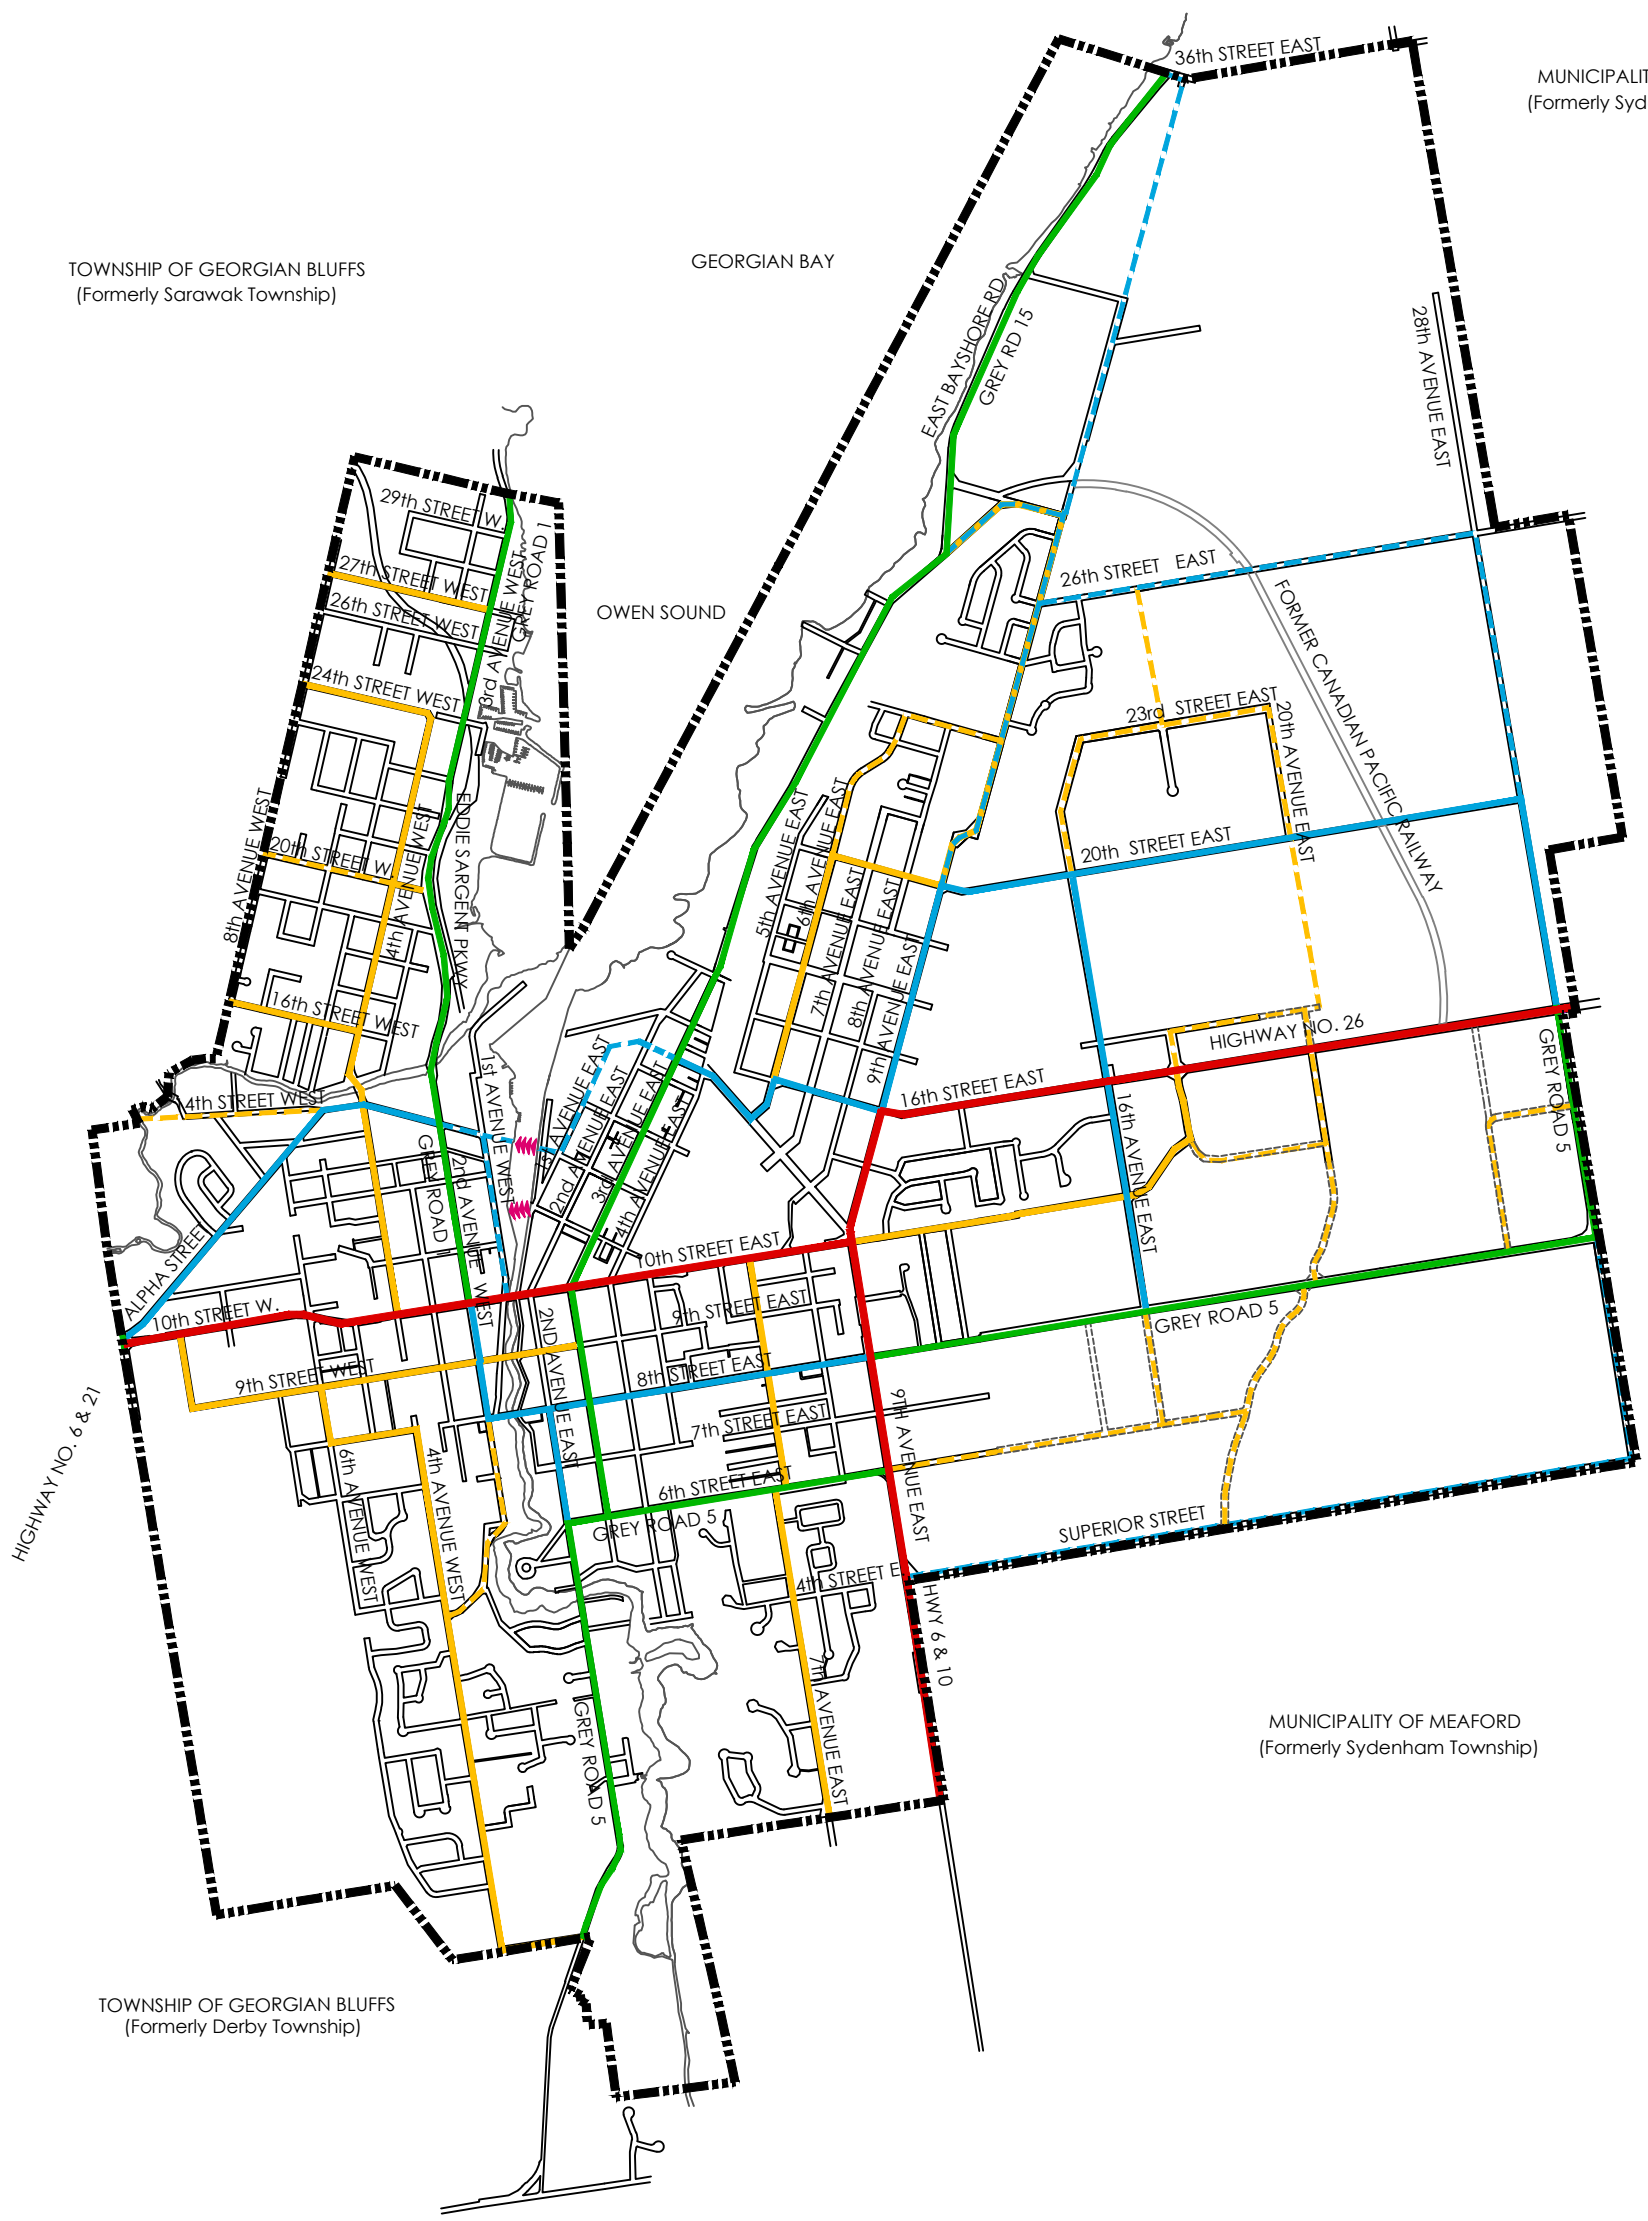 36th STREET EAST
MUNICIPALIT
(Formerly Syd
TOWNSHIP OF GEORGIAN BLUFFS
(Formerly Sarawak Township)
GEORGIAN BAY
EAST BAYSHORE RD
GREY RD 15
28th AVENUE EAST
29th STREET W.
27th STREET WEST
26th STREET WEST
24th STREET WEST
3rd AVENUE WEST
GREY ROAD 1
OWEN SOUND
26th STREET EAST
FORMER CANADIAN PACIFIC RAILWAY
23rd STREET EAST
20th AVENUE EAST
20th STREET EAST
8th AVENUE WEST
20th STREET W.
4th AVENUE WEST
EDDIE SARGENT PKWY
16th STREET WEST
5th AVENUE EAST
6th AVENUE EAST
7th AVENUE EAST
8th AVENUE EAST
9th AVENUE EAST
HIGHWAY NO. 26
GREY ROAD 5
16th STREET EAST
16th AVENUE EAST
4th STREET WEST
1st AVENUE WEST
1st AVENUE EAST
2nd AVENUE EAST
3rd AVENUE EAST
4th AVENUE EAST
GREY ROAD
2nd AVENUE WEST
ALPHA STREET
10th STREET W.
10th STREET EAST
9th STREET EAST
9th STREET WEST
8th STREET EAST
2ND AVENUE EAST
7th STREET EAST
GREY ROAD 5
HIGHWAY NO. 6 & 21
6th AVENUE WEST
4th AVENUE WEST
6th STREET EAST
GREY ROAD 5
9TH AVENUE EAST
SUPERIOR STREET
4th STREET E.
HWY 6 & 10
7th AVENUE EAST
GREY ROAD 5
MUNICIPALITY OF MEAFORD
(Formerly Sydenham Township)
TOWNSHIP OF GEORGIAN BLUFFS
(Formerly Derby Township)